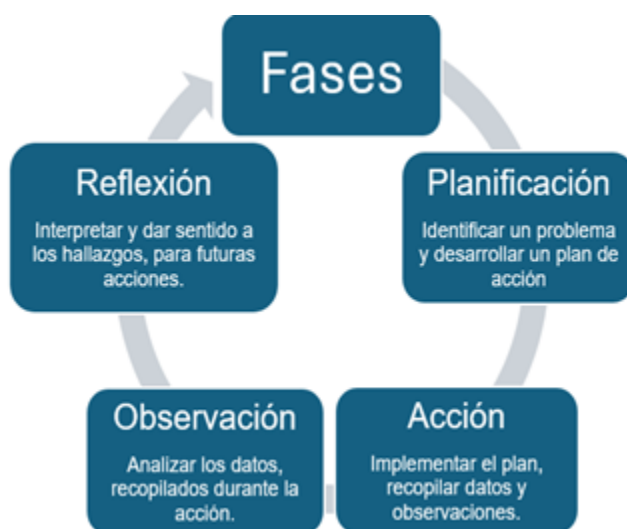 Fases
Planificación
Identificar un problema
y desarrollar un plan de
acción
Acción
Implementar el plan,
recopilar datos y
observaciones.
Observación
Analizar los datos,
recopilados durante la
acción.
Reflexión
Interpretar y dar sentido a
los hallazgos, para futuras
acciones.